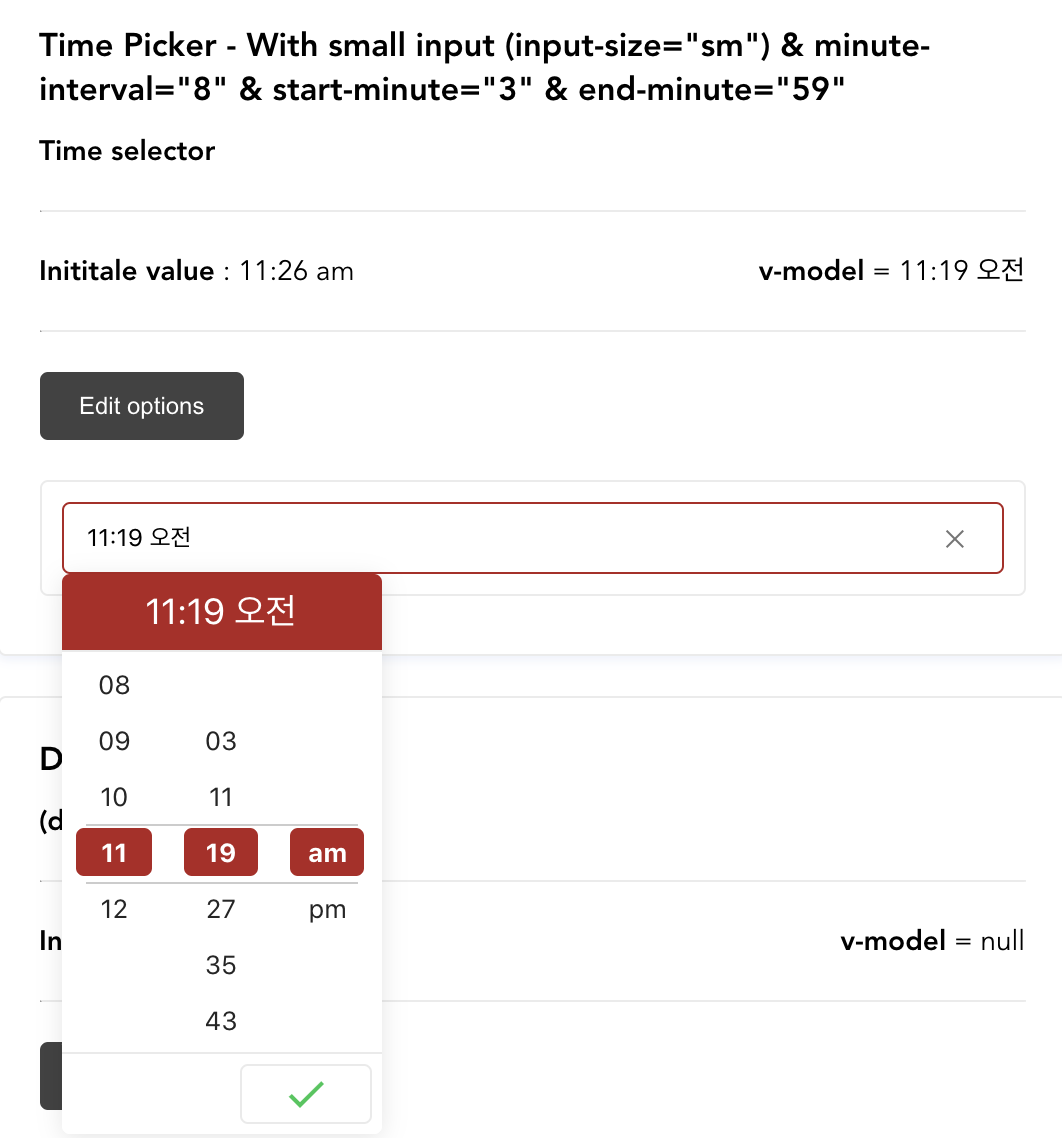 Time Picker - With small input (input-size="sm") & minute-
interval="8" & start-minute="3" & end-minute="59"
Time selector
Inititale value : 11:26 am
v-model = 11:19 오전
Edit options
11:19 오전
11:19 오전
08
09 03
10 11
11 19 am
12 27 pm
35
43
D
(d
In
v-model = null